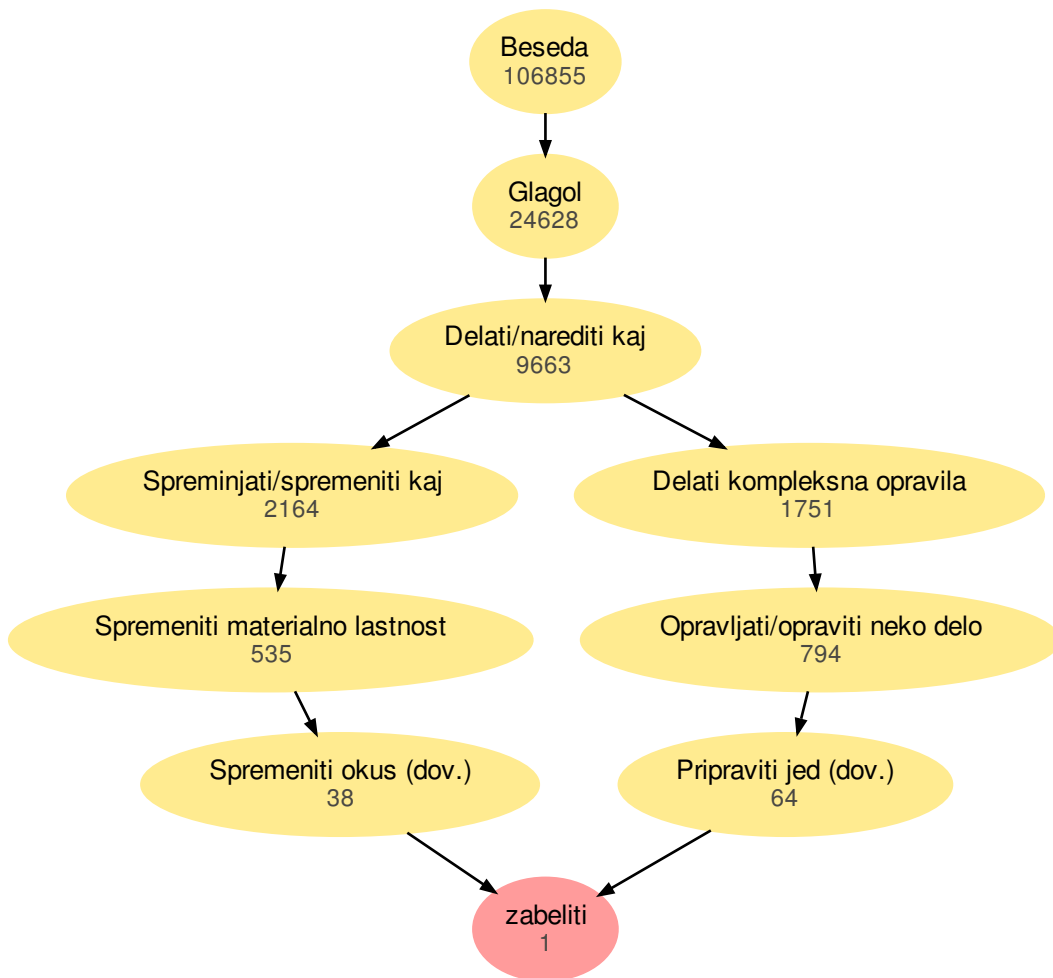 Beseda
106855
Glagol
24628
Delati/narediti kaj
9663
Spreminjati/spremeniti kaj
2164
Delati kompleksna opravila
1751
Spremeniti materialno lastnost
535
Opravljati/opraviti neko delo
794
Spremeniti okus (dov.)
38
Pripraviti jed (dov.)
64
zabeliti
1